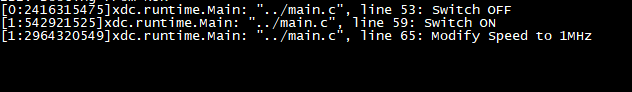 [0:2416315475]xdc.runtime.Main: "../main.c", line 53: Switch OFF
[1:542921525]xdc.runtime.Main: "../main.c", line 59: Switch ON
[1:2964320549]xdc.runtime.Main: "../main.c", line 65: Modify Speed to 1MHz